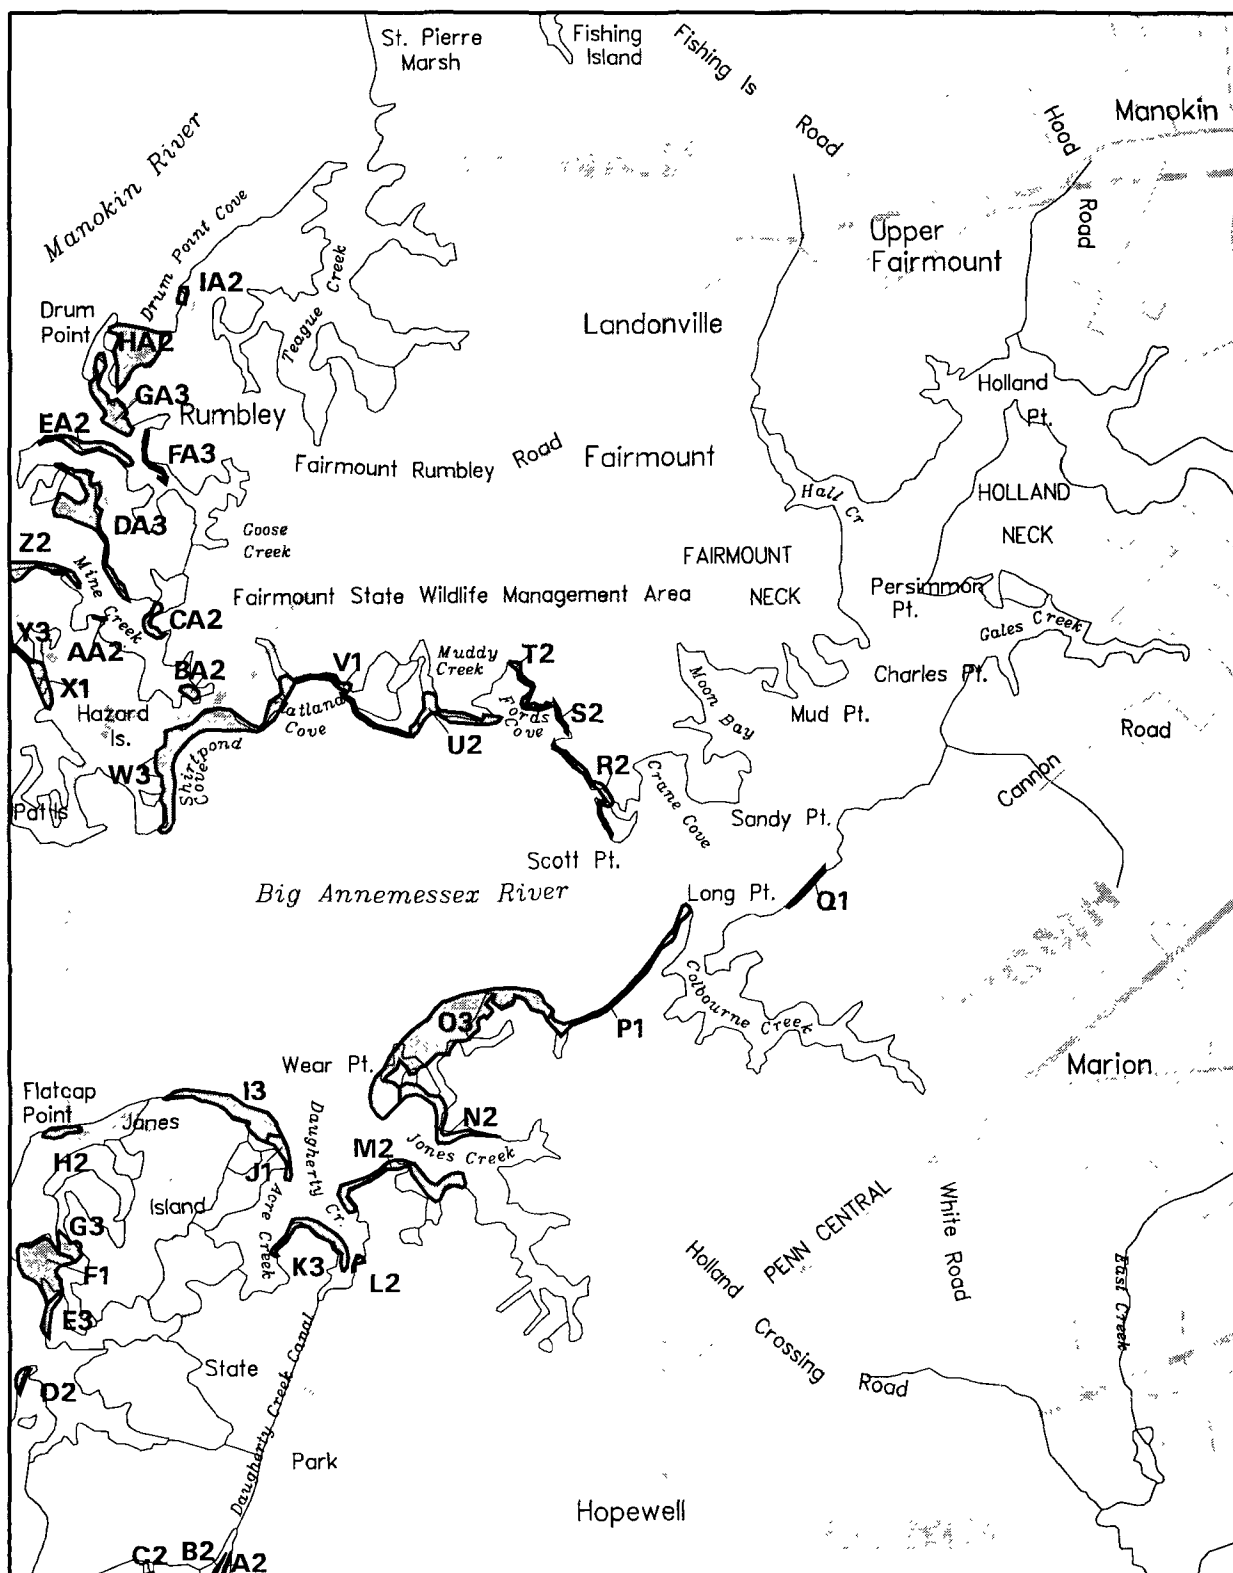 St. Pierre
Marsh
Fishing
Island
Fishing Is
Road
Hood
Road
Manokin
Manokin River
Drum Point Cove
Upper
Fairmount
IA2
Drum
Point
Teague Creek
Landonville
HA2
GA3
Rumbley
Holland
Pt.
EA2
FA3
Fairmount Rumbley Road
Fairmount
Hall Cr
HOLLAND
NECK
DA3
Goose
Creek
Z2
Mine Creek
FAIRMOUNT
NECK
Fairmount State Wildlife Management Area
Persimmon
Pt.
Gales Creek
CA2
Y3
AA2
BA2
X1
Hazard
Is.
V1
Muddy
Creek
T2
Moon Bay
Charles Pt.
Mud Pt.
Road
Cove
Fords
Cove
S2
U2
W3
Shirtpond
Cove
R2
Crane Cove
Cannon
Sandy Pt.
Scott Pt.
Big Annemessex River
Long Pt.
Q1
Colbourne Creek
O3
P1
Wear Pt.
Marion
Flatcap
Point
Janes
I3
Daugherty Cr.
N2
M2
Jones Creek
H2
J1
Island
Acre Creek
G3
F1
K3
L2
E3
PENN CENTRAL
White Road
Holland
Crossing
Road
East Creek
State
D2
Daugherty Creek Canal
Park
Hopewell
C2
B2
A2